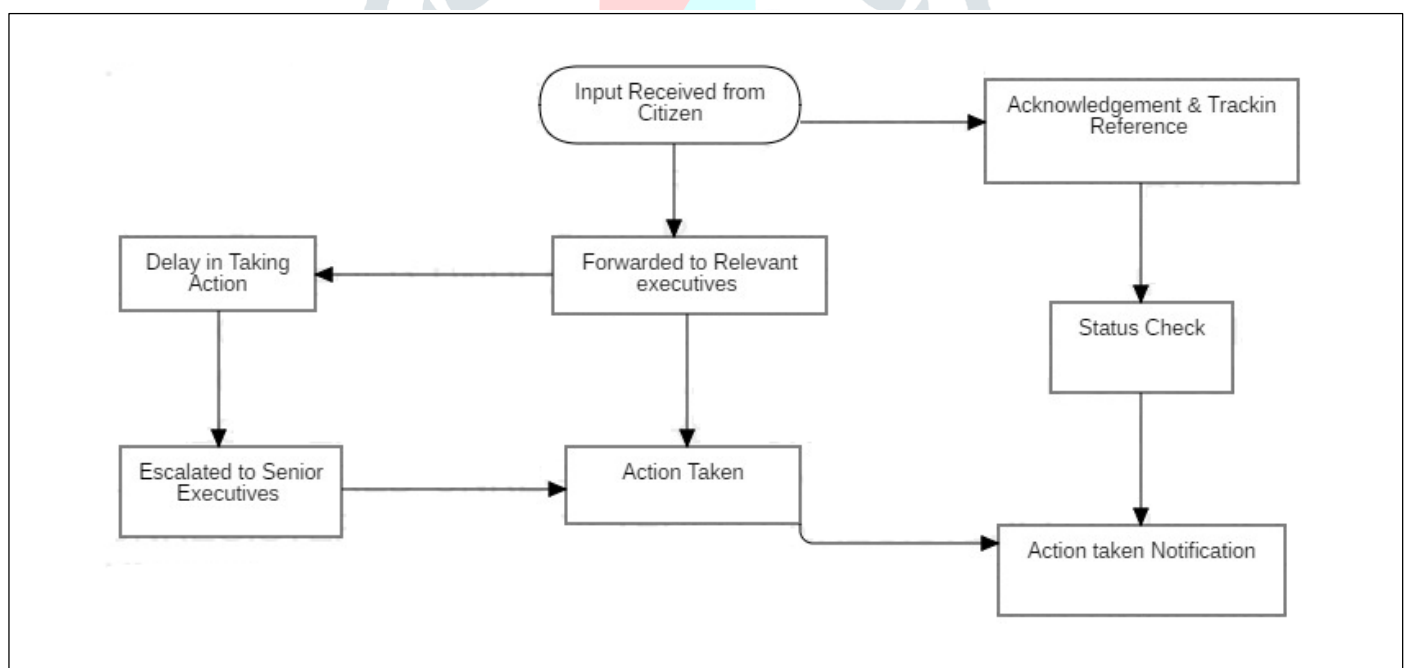 Input Received from
Citizen
Acknowledgement & Trackin
Reference
Delay in Taking
Action
Forwarded to Relevant
executives
Status Check
Escalated to Senior
Executives
Action Taken
Action taken Notification